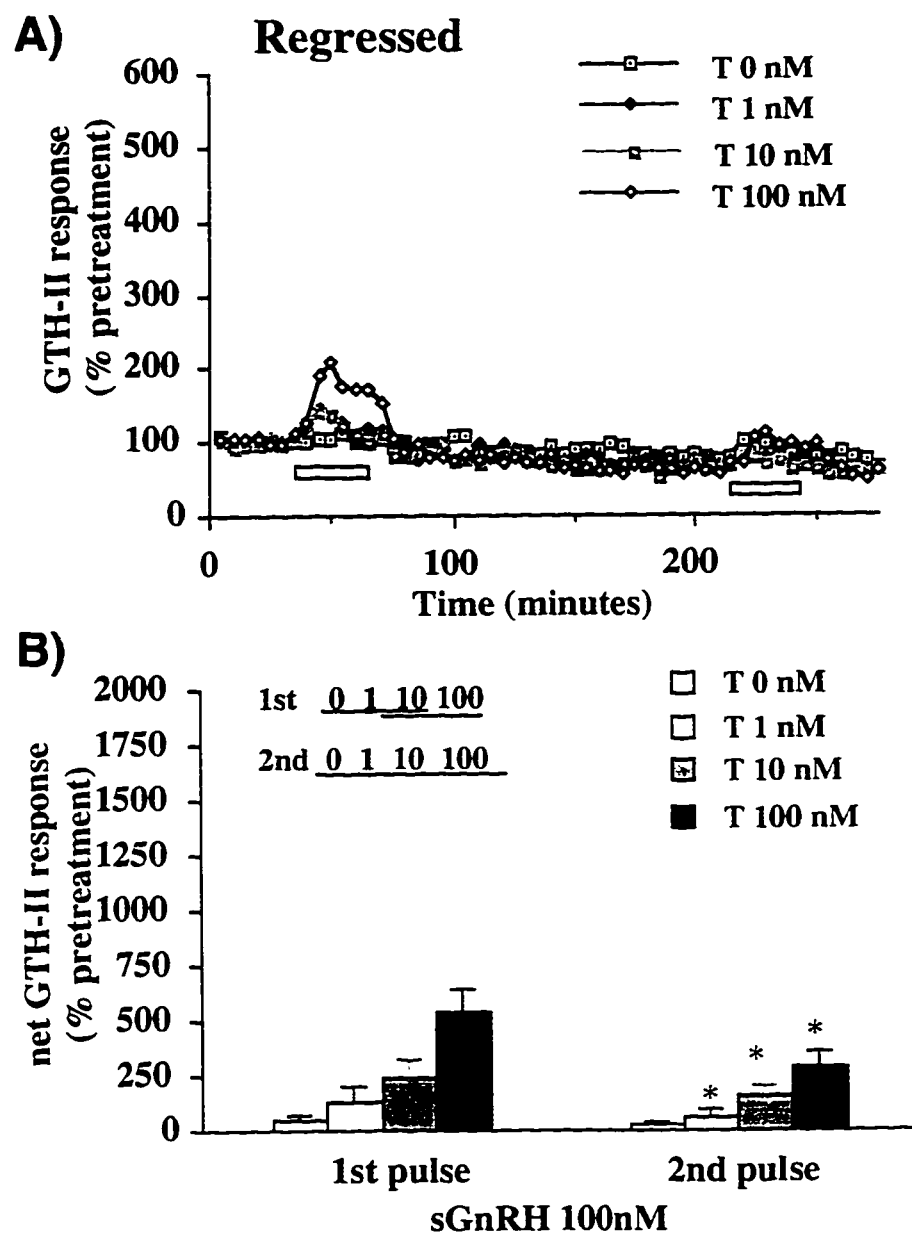 A) Regressed
T 0 nM
T 1 nM
T 10 nM
T 100 nM
GTH-II response
(% pretreatment)
600
500
400
300
200
100
0
0 100 200
Time (minutes)
B)
1st 0 1 10 100
2nd 0 1 10 100
T 0 nM
T 1 nM
T 10 nM
T 100 nM
net GTH-II response
(% pretreatment)
2000
1750
1500
1250
1000
750
500
250
0
* * *
1st pulse 2nd pulse
sGnRH 100nM